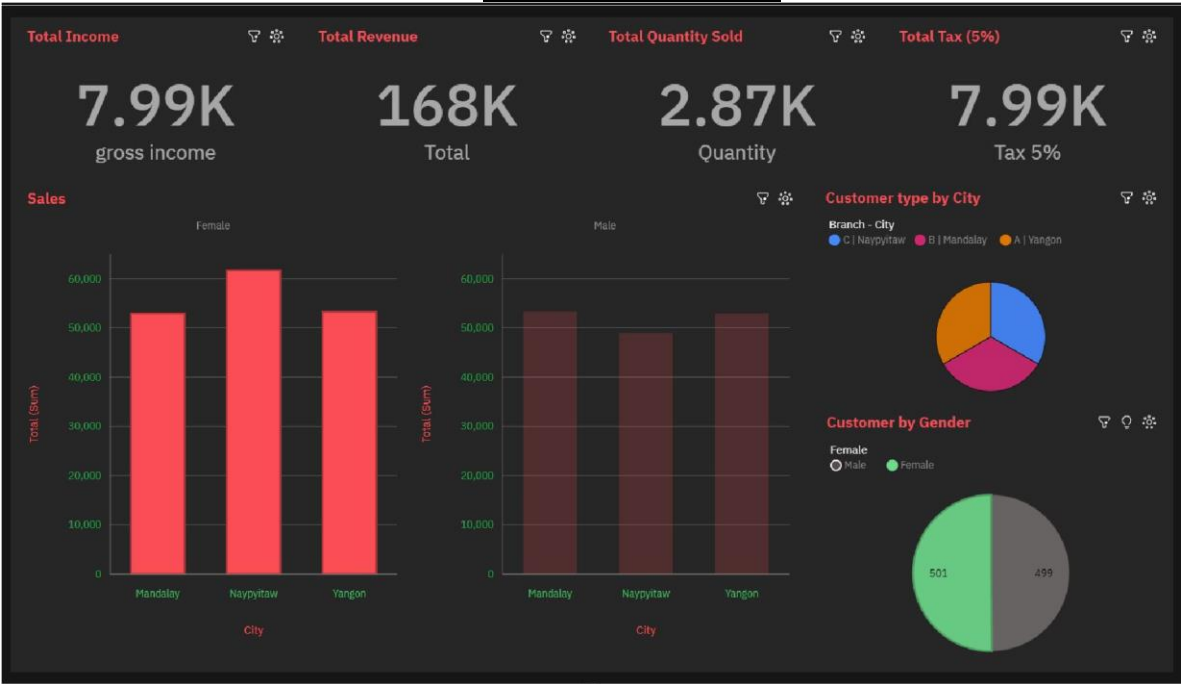 Total Income
Total Revenue
Total Quantity Sold
Total Tax (5%)
7.99K
gross income
168K
Total
2.87K
Quantity
7.99K
Tax 5%
Sales
Female
Total (Sum)
60,000
50,000
40,000
30,000
20,000
10,000
0
Mandalay
Naypyitaw
Yangon
City
Male
Total (Sum)
60,000
50,000
40,000
30,000
20,000
10,000
0
Mandalay
Naypyitaw
Yangon
City
Customer type by City
Branch - City
C | Naypyitaw B | Mandalay A | Yangon
Customer by Gender
Female
Male Female
501
499